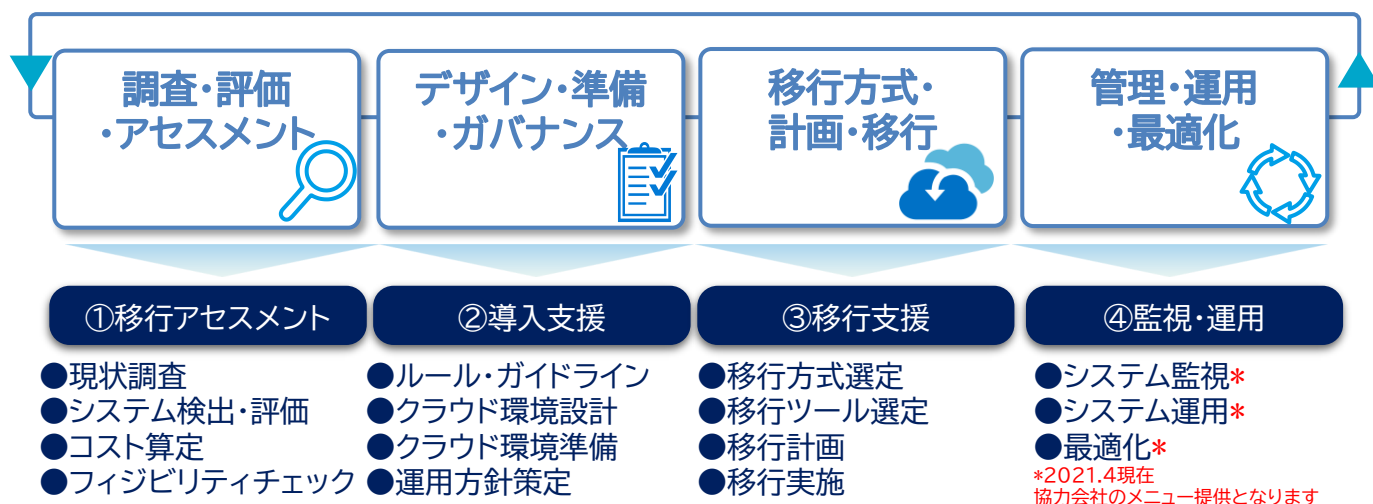 調査・評価
・アセスメント
デザイン・準備
・ガバナンス
移行方式・
計画・移行
管理・運用
・最適化
①移行アセスメント
●現状調査
●システム検出・評価
●コスト算定
●フィジビリティチェック
②導入支援
●ルール・ガイドライン
●クラウド環境設計
●クラウド環境準備
●運用方針策定
③移行支援
●移行方式選定
●移行ツール選定
●移行計画
●移行実施
④監視・運用
●システム監視*
●システム運用*
●最適化*
*2021.4現在
協力会社のメニュー提供となります